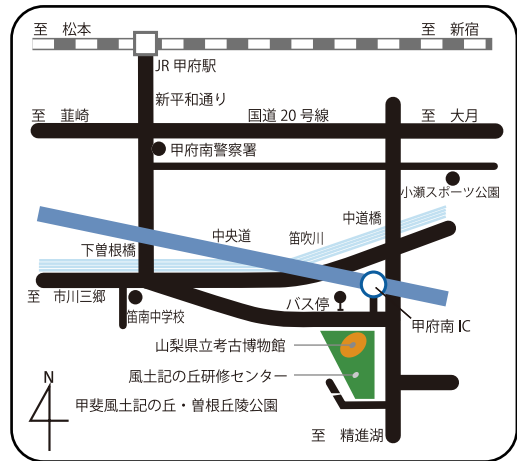 至 松本
至 新宿
JR 甲府駅
新平和通り
至 韮崎
国道 20 号線
至 大月
甲府南警察署
小瀬スポーツ公園
中道橋
笛吹川
中央道
下曽根橋
至 市川三郷
笛南中学校
バス停
甲府南 IC
山梨県立考古博物館
風土記の丘研修センター
甲斐風土記の丘・曽根丘陵公園
N
至 精進湖